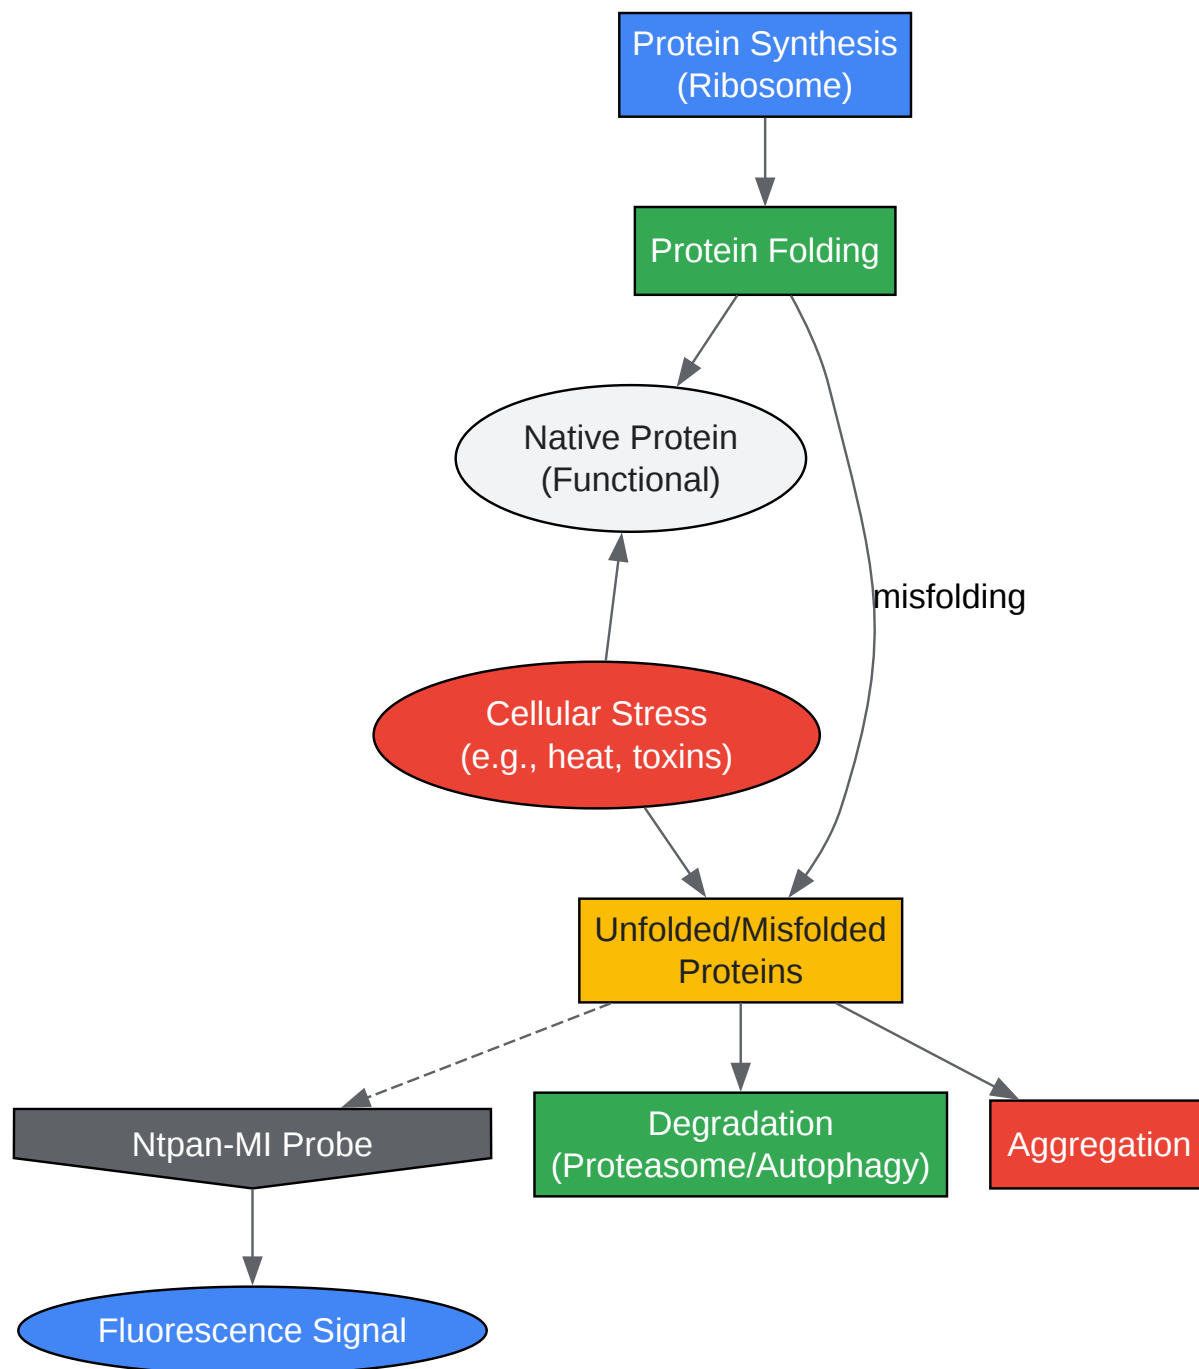 Protein Synthesis
(Ribosome)
Protein Folding
Native Protein
(Functional)
misfolding
Cellular Stress
(e.g., heat, toxins)
Unfolded/Misfolded
Proteins
Ntpan-MI Probe
Degradation
(Proteasome/Autophagy)
Aggregation
Fluorescence Signal